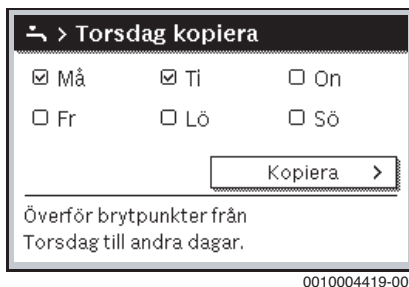 > Torsdag kopiera
Må Ti On
Fr Lö Sö
Kopiera >
Överför brytpunkter från
Torsdag till andra dagar.
0010004419-00